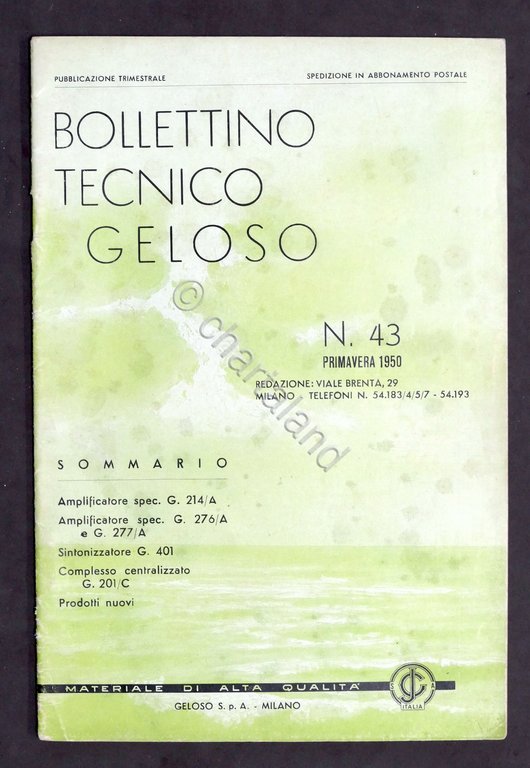 PUBBLICAZIONE TRIMESTRALE
SPEDIZIONE IN ABBONAMENTO POSTALE
BOLLETTINO
TECNICO
GELOSO
N. 43
PRIMAVERA 1950
REDAZIONE: VIALE BRENTA, 29
MILANO - TELEFONI N. 54.183/4/5/7 - 54.193
© chartaland
SOMMARIO
Amplificatore spec. G. 214/A
Amplificatore spec. G. 276/A
e G. 277/A
Sintonizzatore G. 401
Complesso centralizzato
G. 201/C
Prodotti nuovi
MATERIALE DI ALTA QUALITA'
ITALIA
GELOSO S. p. A. - MILANO